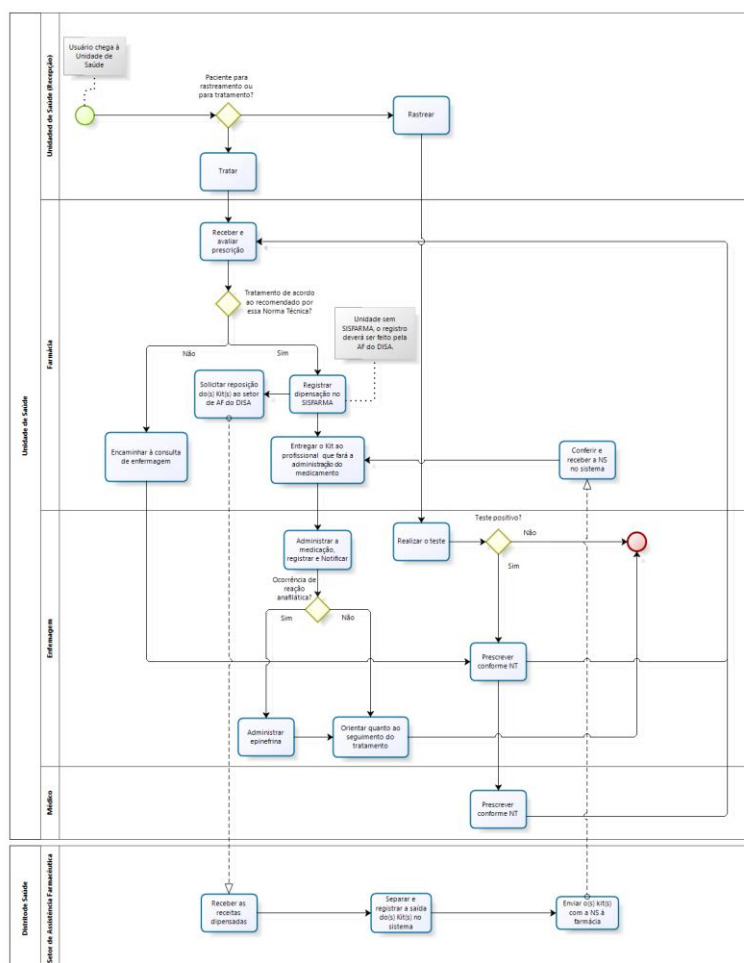 Unidade de Saúde
Unidaded de Saúde (Recepção)
Usuário chega à
Unidade de
Saúde
Paciente para
rastreamento ou
para tratamento?
Rastrear
Tratar
Farmácia
Receber e
avaliar
prescrição
Tratamento de acordo
ao recomendado por
essa Norma Técnica?
Não
Sim
Unidade sem
SISFARMA, o registro
deverá ser feito pela
AF do DISA.
Solicitar reposição
do(s) Kit(s) ao setor
de AF do DISA
Registrar
dipensação no
SISFARMA
Encaminhar à consulta
de enfermagem
Entregar o Kit ao
profissional que fará a
administração do
medicamento
Conferir e
receber a NS
no sistema
Enfemagem
Administrar a
medicação,
registrar e Notificar
Realizar o teste
Teste positivo?
Não
Sim
Ocorrência de
reação
anafilática?
Sim
Não
Prescrever
conforme NT
Administrar
epinefrina
Orientar quanto ao
seguimento do
tratamento
Médico
Prescrever
conforme NT
Distritode Saúde
Setor de Assistência Farmacêutica
Receber as
receitas
dipensadas
Separar e
registrar a saída
do(s) Kit(s) no
sistema
Enviar o(s) kit(s)
com a NS à
farmácia